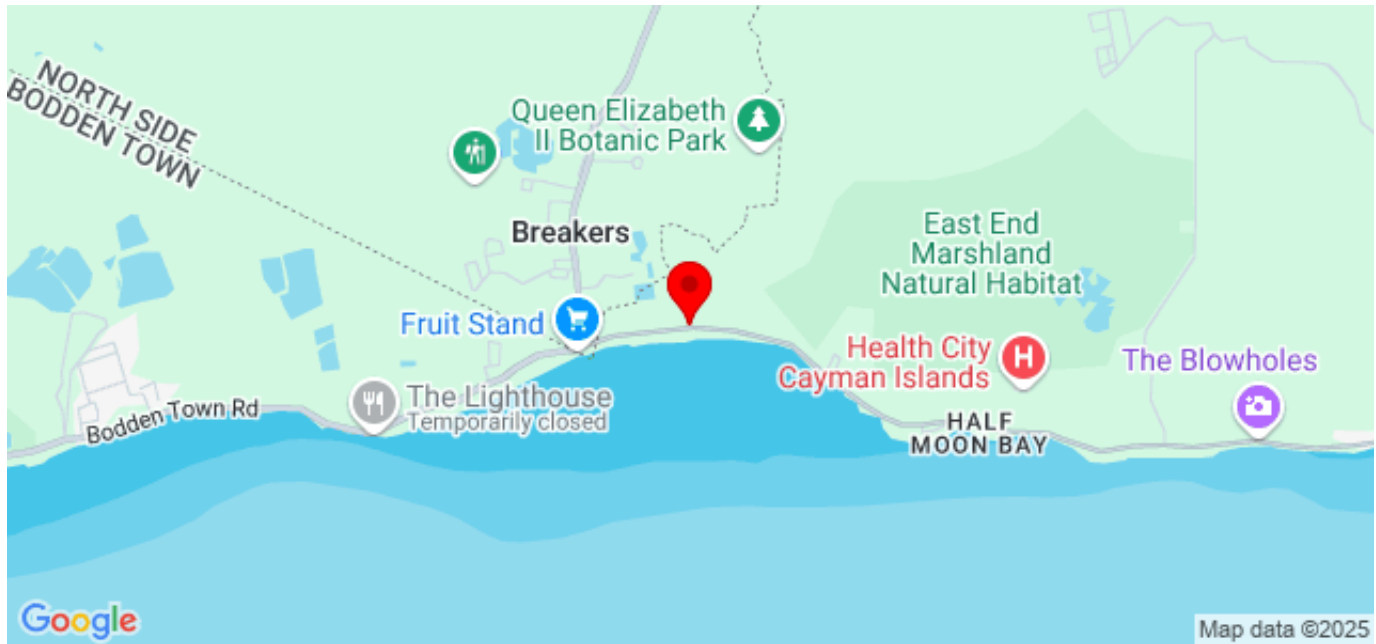 NORTH SIDE
BODDEN TOWN
Queen Elizabeth
II Botanic Park
Breakers
East End
Marshland
Natural Habitat
Fruit Stand
Health City
Cayman Islands
The Blowholes
The Lighthouse
Temporarily closed
Bodden Town Rd
HALF
MOON BAY
H
Google
Map data ©2025